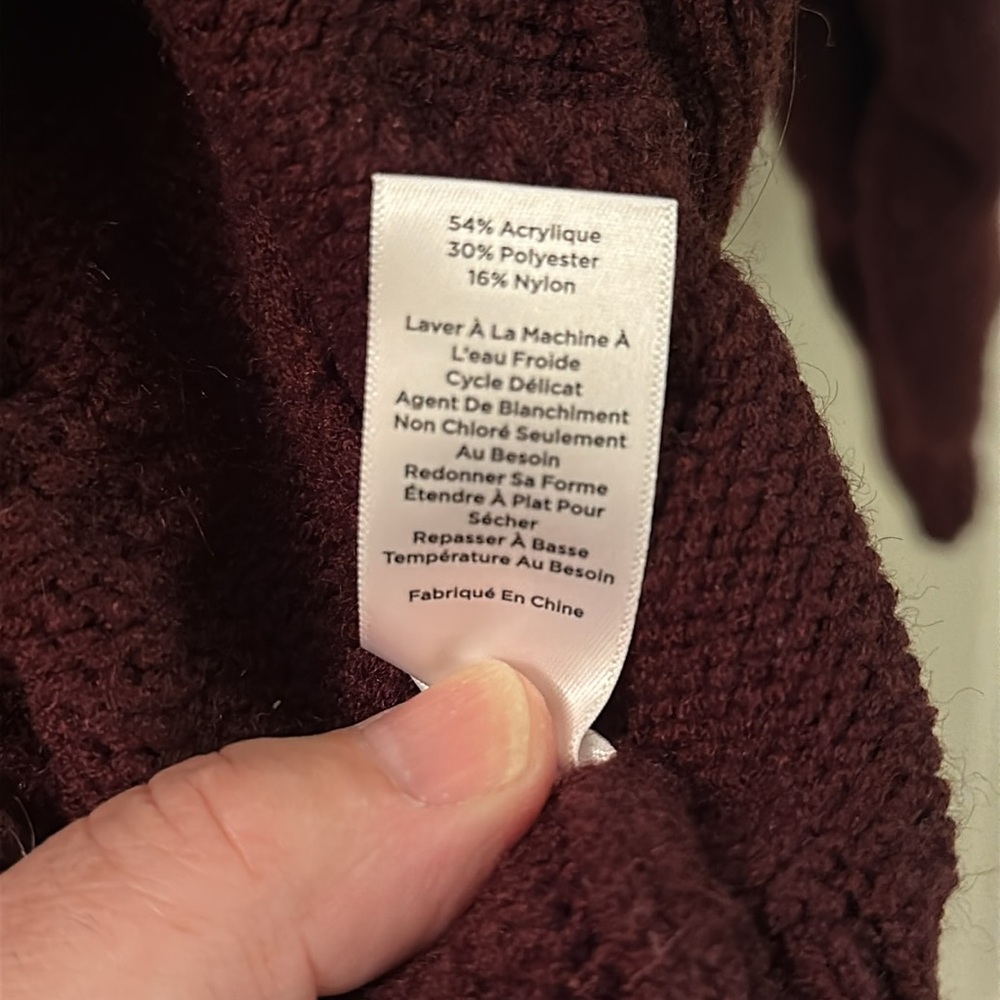 54% Acrylique
30% Polyester
16% Nylon
Laver À La Machine À
L'eau Froide
Cycle Délicat
Agent De Blanchiment
Non Chloré Seulement
Au Besoin
Redonner Sa Forme
Étendre À Plat Pour
Sécher
Repasser À Basse
Température Au Besoin
Fabriqué En Chine